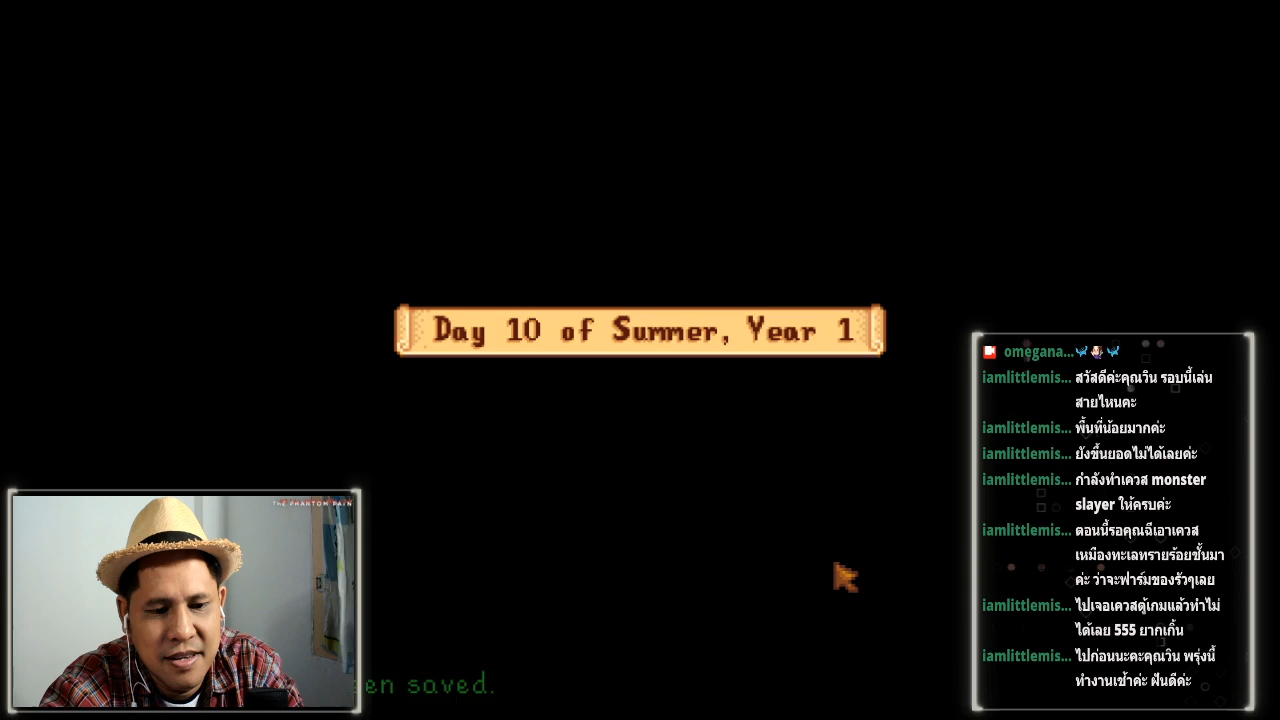 Day 10 of Summer, Year 1
omegana...
iamlittlemis... สวัสดีค่ะคุณวิน รอบนี้เล่น
สายไหนคะ
iamlittlemis... พื้นที่น้อยมากค่ะ
iamlittlemis... ยังขึ้นยอดไม่ได้เลยค่ะ
iamlittlemis... กำลังทำเควส monster
slayer ให้ครบค่ะ
iamlittlemis... ตอนนี้รอคุณฉีเอาเควส
เหมืองทะเลทรายร้อยชั้นมา
ค่ะ ว่าจะฟาร์มของรัวๆเลย
iamlittlemis... ไปเจอเควสตู้เกมแล้วทำไม่
ได้เลย 555 ยากเกิ๊น
iamlittlemis... ไปก่อนนะคะคุณวิน พรุ่งนี้
ทำงานเช้าค่ะ ฝันดีค่ะ
THE PHANTOM PAIN
en saved.